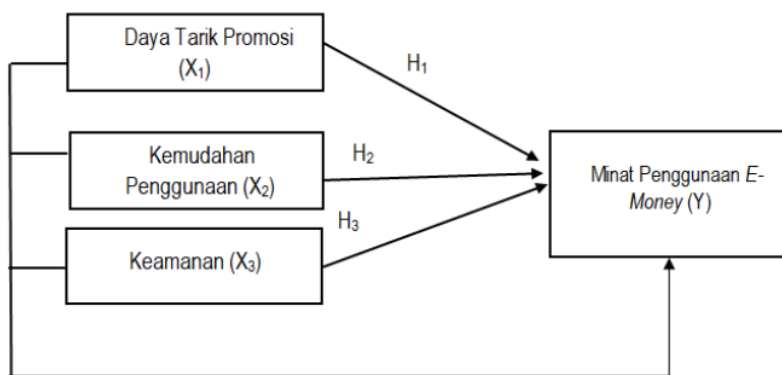 Daya Tarik Promosi
(X₁)
H₁
Kemudahan
Penggunaan (X₂)
H₂
Keamanan (X₃)
H₃
Minat Penggunaan E-
Money (Y)